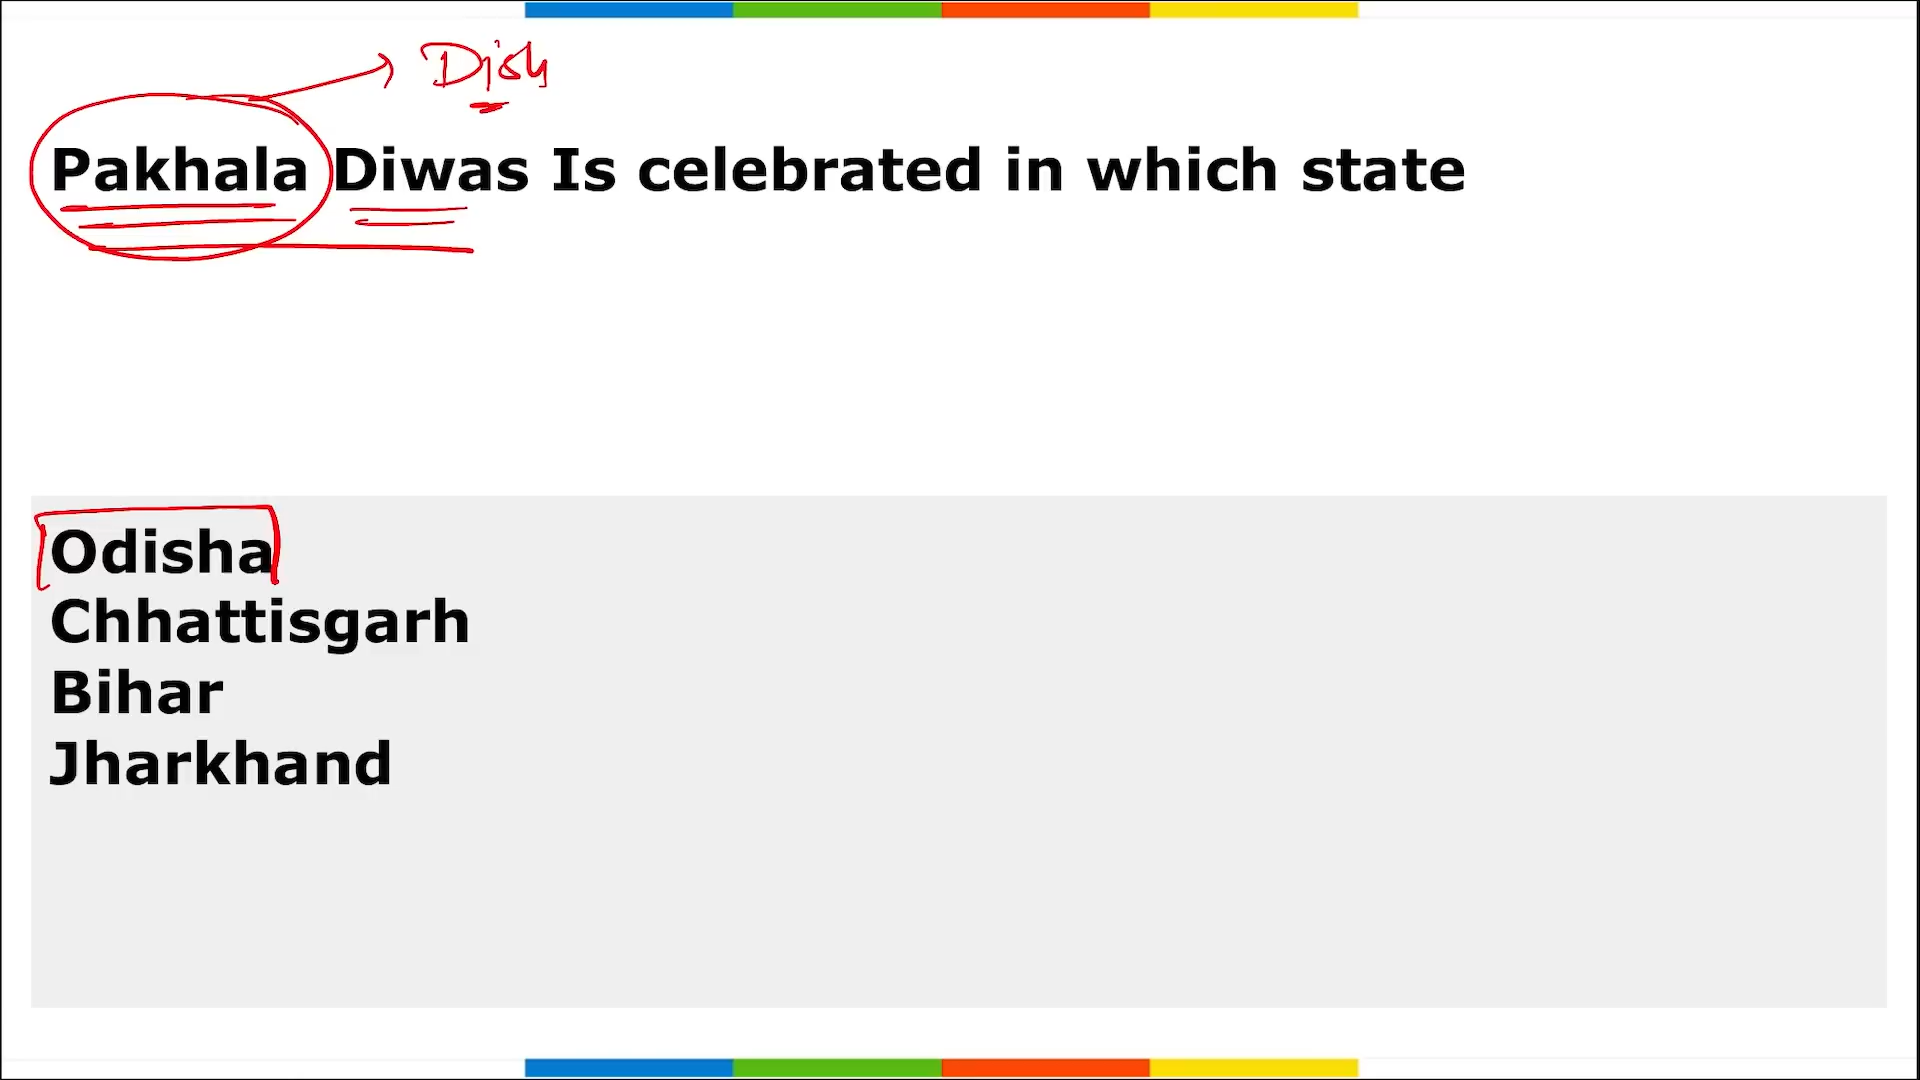 Dish
Pakhala Diwas Is celebrated in which state
Odisha
Chhattisgarh
Bihar
Jharkhand